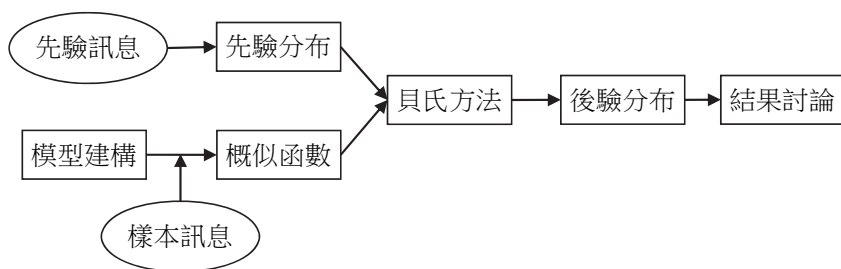 先驗訊息
先驗分布
貝氏方法
後驗分布
結果討論
模型建構
概似函數
樣本訊息